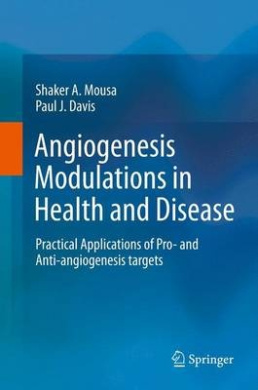 Shaker A. Mousa
Paul J. Davis
Angiogenesis
Modulations in
Health and Disease
Practical Applications of Pro- and
Anti-angiogenesis targets
Springer